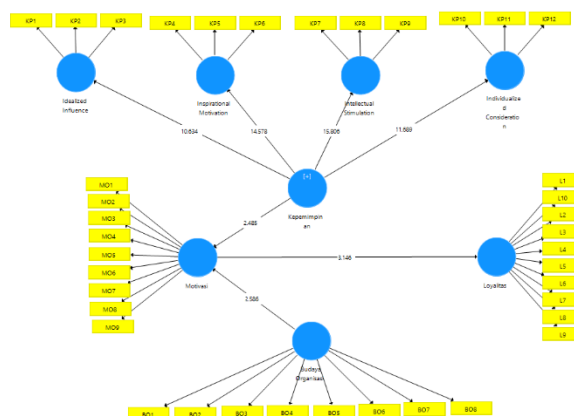 KP1 KP2 KP3 KP4 KP5 KP6 KP7 KP8 KP9 KP10 KP11 KP12
Idealized
Influence
Inspirational
Motivation
Intellectual
Stimulation
Individualize
d
Consideratio
n
10.634 14.578 15.806 11.689
[+]
Kepemimpin
an
2.485
MO1
MO2
MO3
MO4
MO5
MO6
MO7
MO8
MO9
Motivasi
3.146
L1
L10
L2
L3
L4
L5
L6
L7
L8
L9
Loyalitas
2.588
Budaya
Organisasi
BO1 BO2 BO3 BO4 BO5 BO6 BO7 BO8